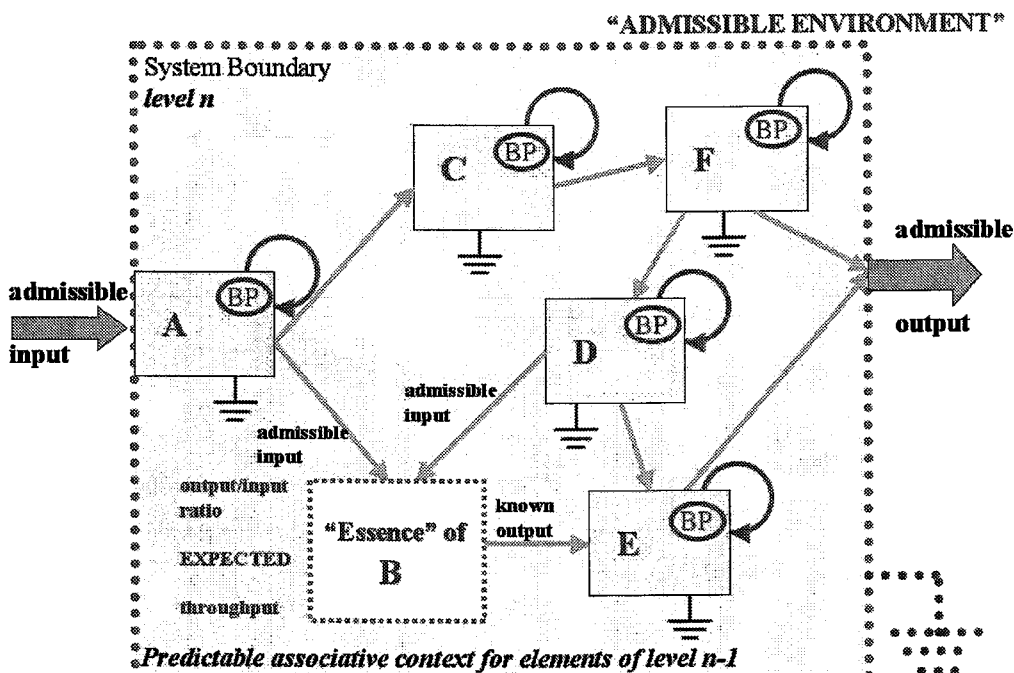 “ADMISSIBLE ENVIRONMENT”
System Boundary
level n
C
BP
F
BP
admissible
input
A
BP
admissible
output
D
BP
admissible
input
admissible
input
output/input
ratio
EXPECTED
throughput
“Essence” of
B
known
output
E
BP
Predictable associative context for elements of level n-1